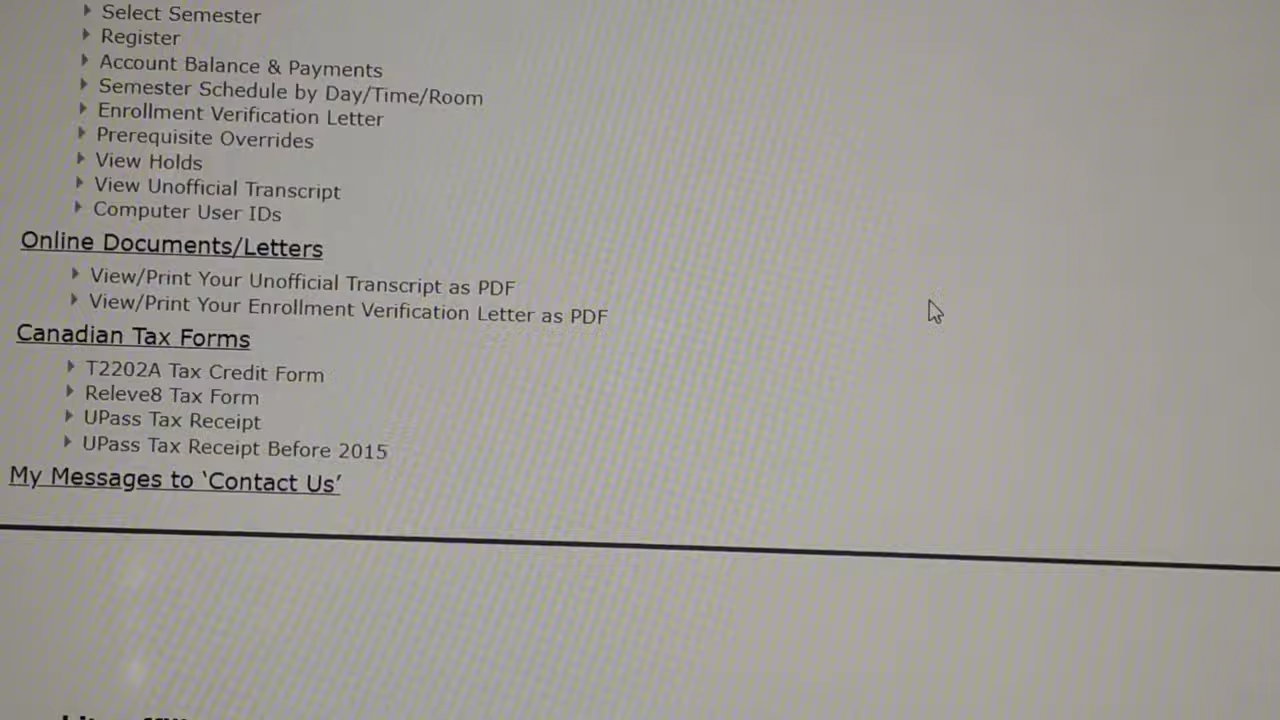 Select Semester
Register
Account Balance & Payments
Semester Schedule by Day/Time/Room
Enrollment Verification Letter
Prerequisite Overrides
View Holds
View Unofficial Transcript
Computer User IDs
Online Documents/Letters
View/Print Your Unofficial Transcript as PDF
View/Print Your Enrollment Verification Letter as PDF
Canadian Tax Forms
T2202A Tax Credit Form
Releve8 Tax Form
UPass Tax Receipt
UPass Tax Receipt Before 2015
My Messages to ‘Contact Us’